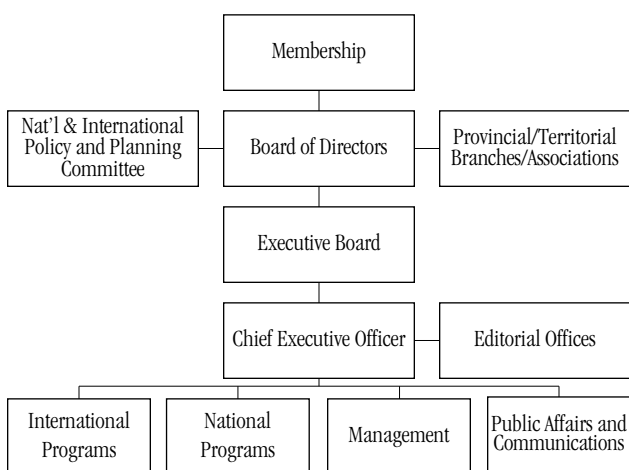 Membership
Nat’l & International
Policy and Planning
Committee
Board of Directors
Provincial/Territorial
Branches/Associations
Executive Board
Chief Executive Officer
Editorial Offices
International
Programs
National
Programs
Management
Public Affairs and
Communications